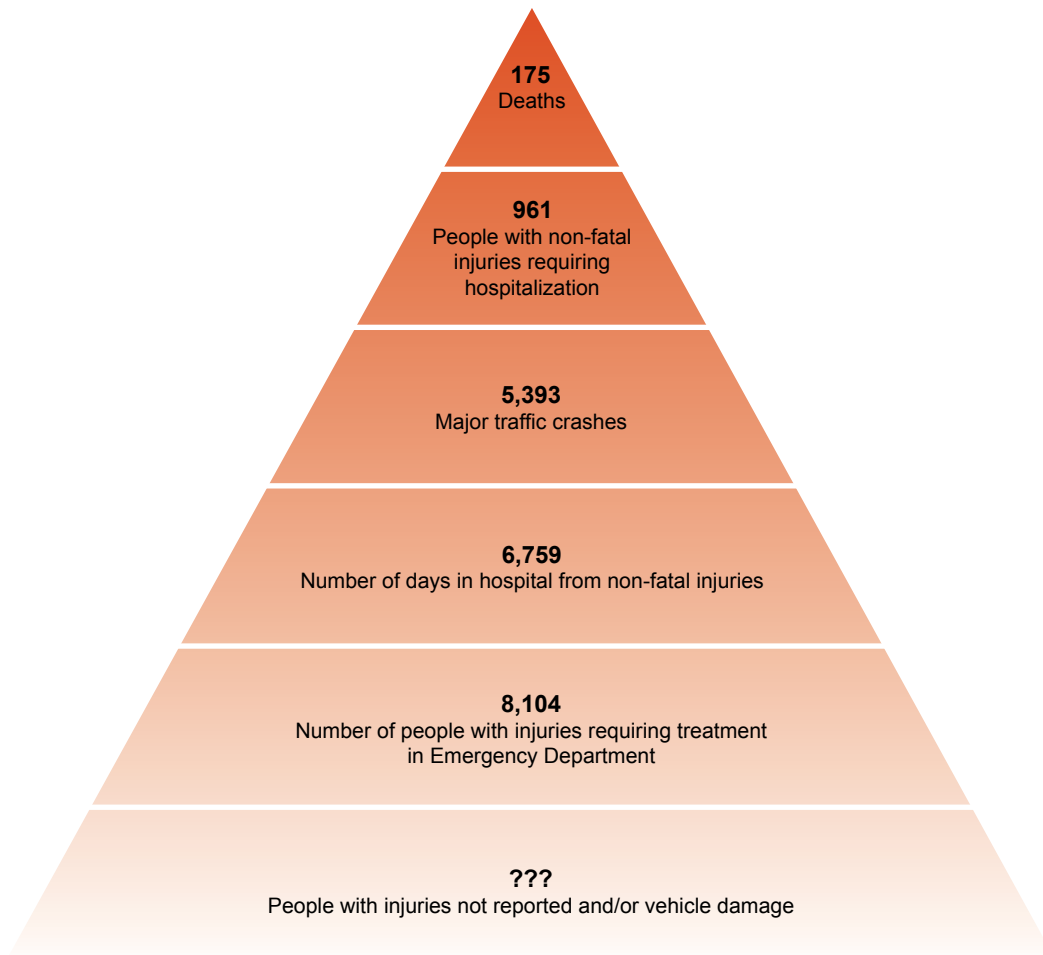 175
Deaths
961
People with non-fatal
injuries requiring
hospitalization
5,393
Major traffic crashes
6,759
Number of days in hospital from non-fatal injuries
8,104
Number of people with injuries requiring treatment
in Emergency Department
???
People with injuries not reported and/or vehicle damage